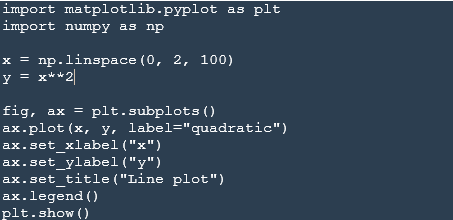 import matplotlib.pyplot as plt
import numpy as np
x = np.linspace(0, 2, 100)
y = x**2
fig, ax = plt.subplots()
ax.plot(x, y, label="quadratic")
ax.set_xlabel("x")
ax.set_ylabel("y")
ax.set_title("Line plot")
ax.legend()
plt.show()